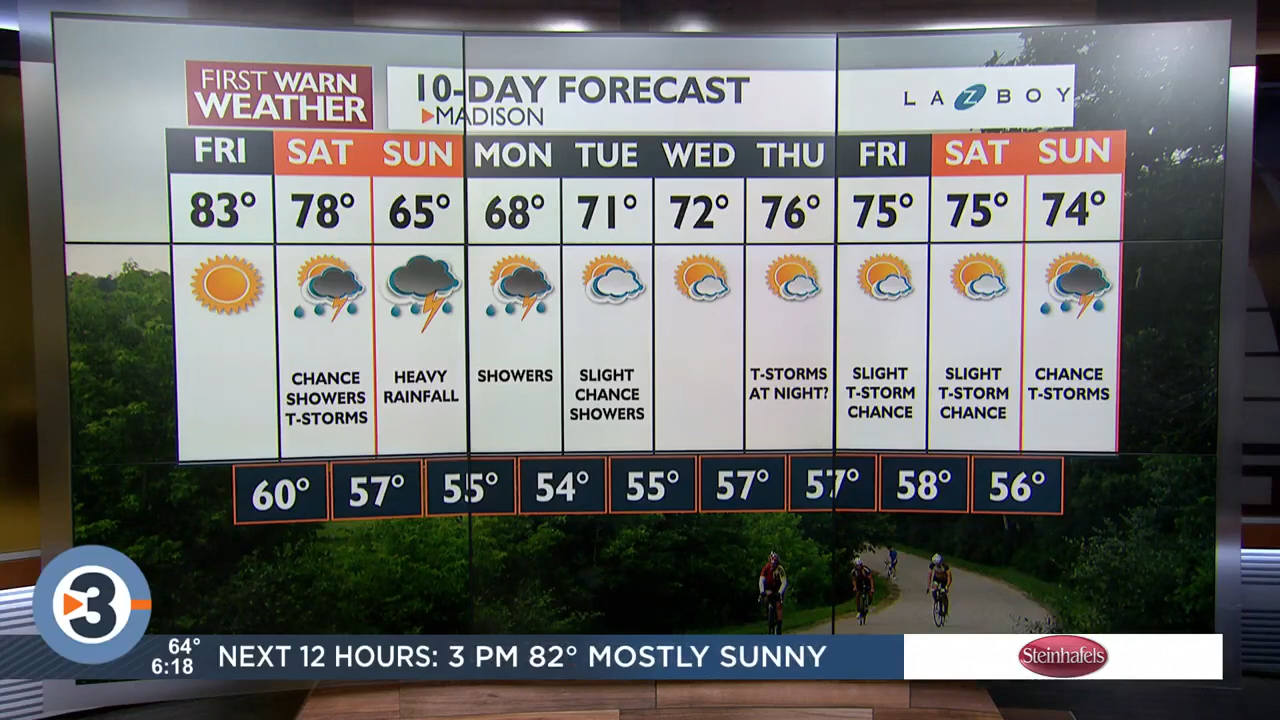 FIRST WARN
WEATHER
10-DAY FORECAST
MADISON
LA Z BOY
FRI SAT SUN MON TUE WED THU FRI SAT SUN
83° 78° 65° 68° 71° 72° 76° 75° 75° 74°
CHANCE
SHOWERS
T-STORMS
HEAVY
RAINFALL
SHOWERS
SLIGHT
CHANCE
SHOWERS
T-STORMS
AT NIGHT?
SLIGHT
T-STORM
CHANCE
SLIGHT
T-STORM
CHANCE
CHANCE
T-STORMS
60° 57° 55° 54° 55° 57° 57° 58° 56°
3
64°
6:18
NEXT 12 HOURS: 3 PM 82° MOSTLY SUNNY
Steinhafels